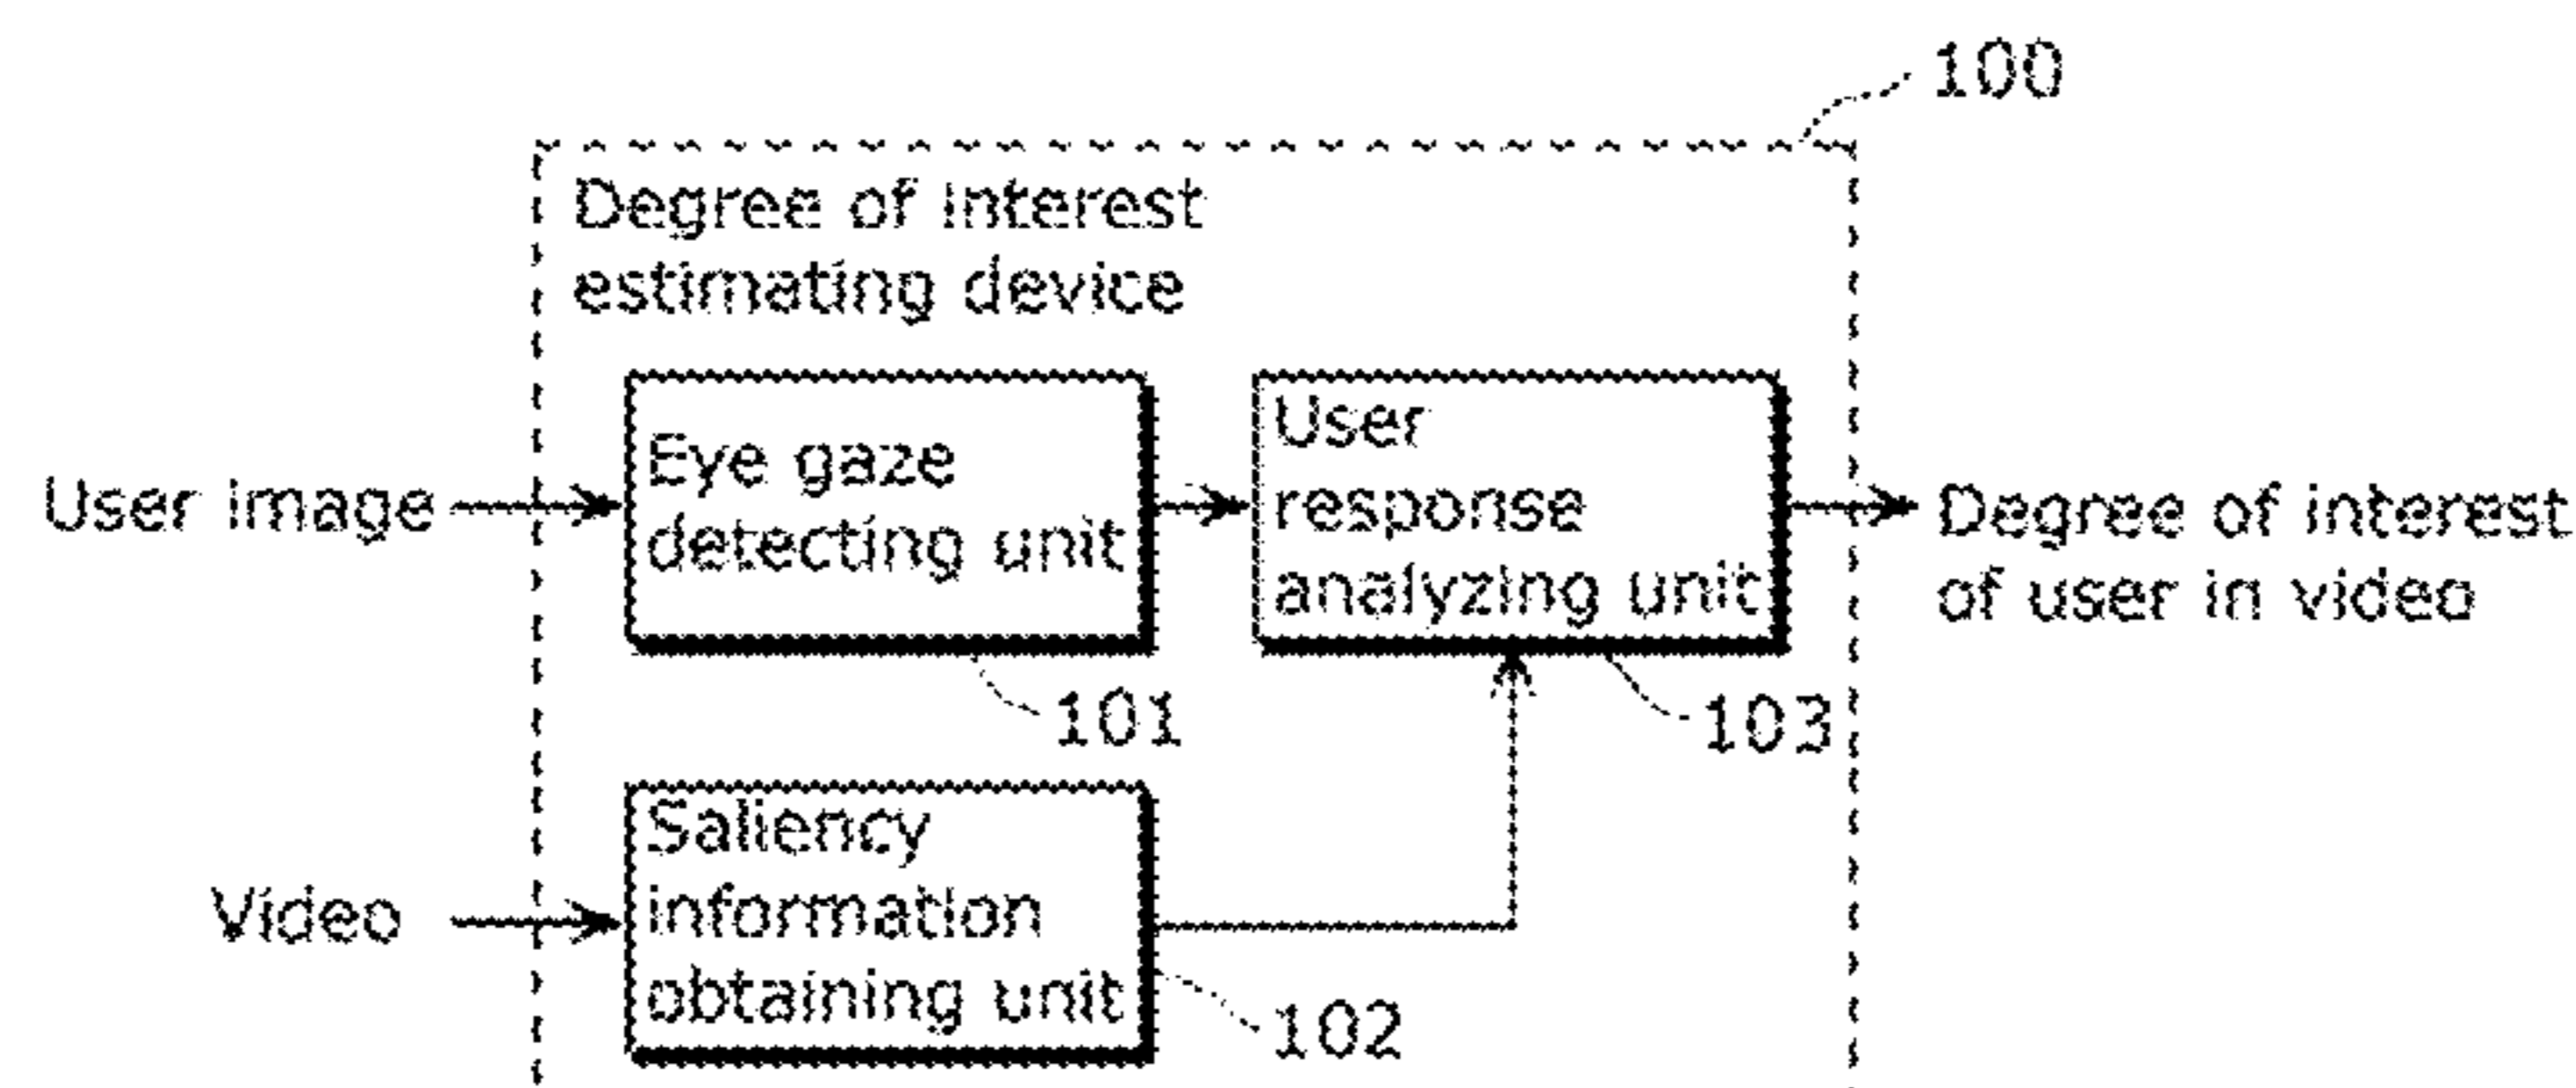 100
Degree of interest
estimating device
User image
Eye gaze
detecting unit
User
response
analyzing unit
Degree of interest
of user in video
101
103
Video
Saliency
information
obtaining unit
102